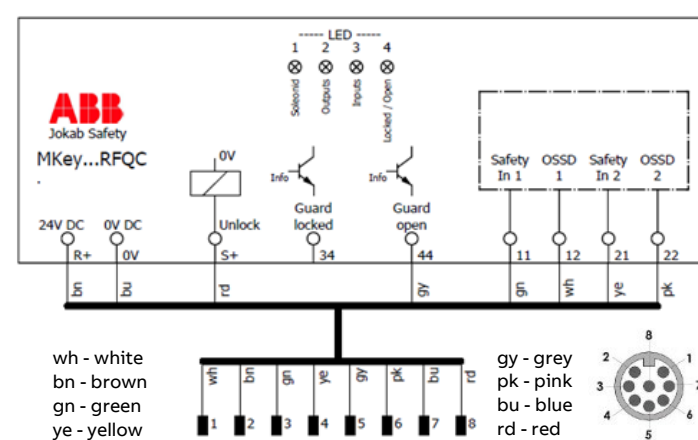 ----- LED -----
1 2 3 4
Soleonid
Outputs
Inputs
Locked / Open
ABB
Jokab Safety
MKey...RFQC
.
0V
Info
Info
Safety In 1
OSSD 1
Safety In 2
OSSD 2
Guard locked
Guard open
24V DC
0V DC
Unlock
R+ 0V S+ 34 44 11 12 21 22
bn bu rd gy gn wh ye pk
wh bn gn ye gy pk bu rd
1 2 3 4 5 6 7 8
wh - white
bn - brown
gn - green
ye - yellow
gy - grey
pk - pink
bu - blue
rd - red
8
2 1
3
4 6
5